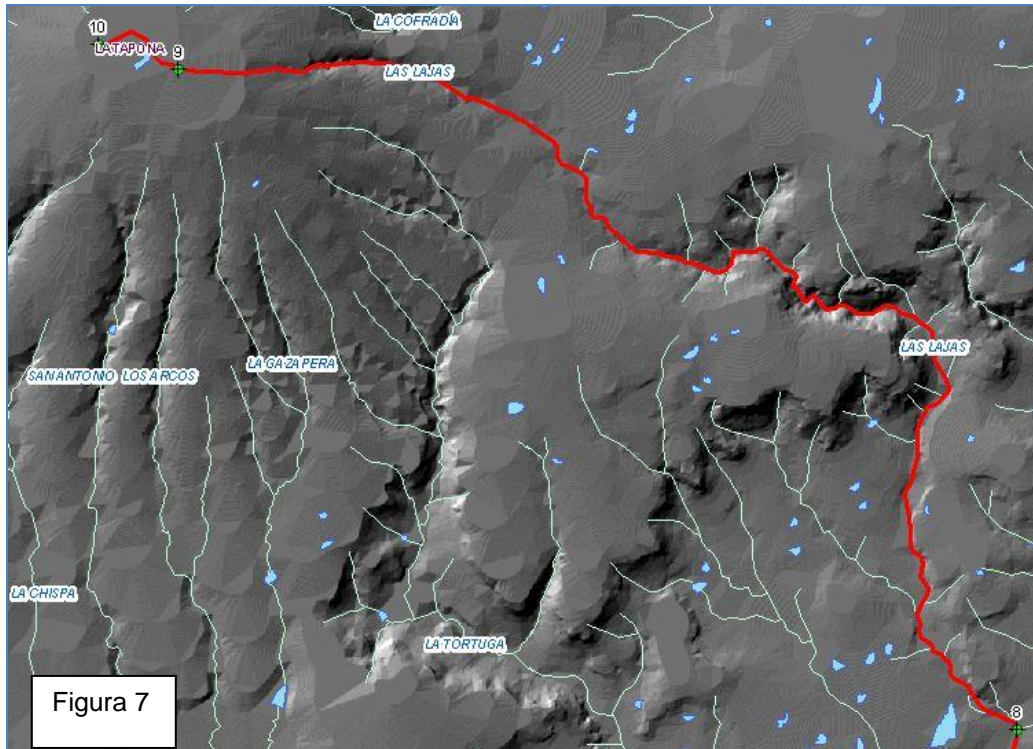 LA COFRADÍA
10
LA TAPONA
9
LAS LAJAS
LAS LAJAS
LA GAZAPERA
SAN ANTONIO LOS ARCOS
LA CHISPA
LA TORTUGA
Figura 7
8